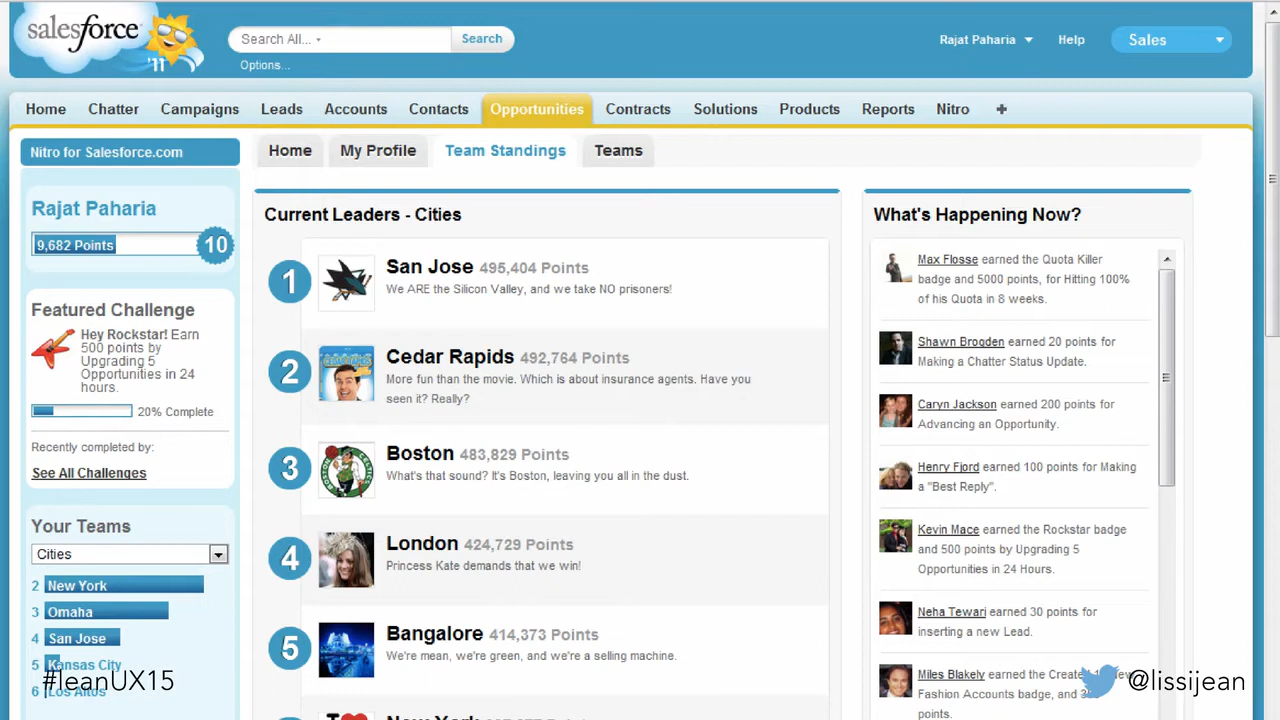 salesforce
'11
Search All...
Search
Options...
Rajat Paharia
Help
Sales
Home
Chatter
Campaigns
Leads
Accounts
Contacts
Opportunities
Contracts
Solutions
Products
Reports
Nitro
+
Nitro for Salesforce.com
Home
My Profile
Team Standings
Teams
Rajat Paharia
9,682 Points
10
Featured Challenge
Hey Rockstar! Earn
500 points by
Upgrading 5
Opportunities in 24
hours.
20% Complete
Recently completed by:
See All Challenges
Your Teams
Cities
2 New York
3 Omaha
4 San Jose
5 Kansas City
6 Los Altos
Current Leaders - Cities
1
San Jose 495,404 Points
We ARE the Silicon Valley, and we take NO prisoners!
2
Cedar Rapids 492,764 Points
More fun than the movie. Which is about insurance agents. Have you
seen it? Really?
3
Boston 483,829 Points
What's that sound? It's Boston, leaving you all in the dust.
4
London 424,729 Points
Princess Kate demands that we win!
5
Bangalore 414,373 Points
We're mean, we're green, and we're a selling machine.
What's Happening Now?
Max Flosse earned the Quota Killer
badge and 5000 points, for Hitting 100%
of his Quota in 8 weeks.
Shawn Brogden earned 20 points for
Making a Chatter Status Update.
Caryn Jackson earned 200 points for
Advancing an Opportunity.
Henry Fjord earned 100 points for Making
a "Best Reply".
Kevin Mace earned the Rockstar badge
and 500 points by Upgrading 5
Opportunities in 24 Hours.
Neha Tewari earned 30 points for
inserting a new Lead.
Miles Blakely earned the
Fashion Accounts badge, and
points.
#leanUX15
@lissijean